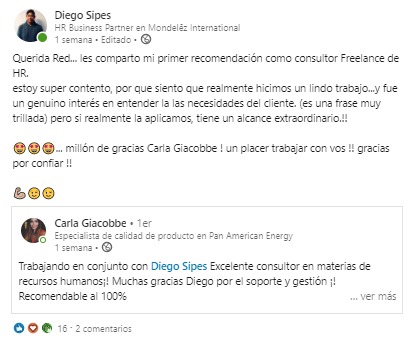 Diego Sipes
HR Business Partner en Mondelēz International
1 semana • Editado •
Querida Red... les comparto mi primer recomendación como consultor Freelance de
HR.
estoy super contento, por que siento que realmente hicimos un lindo trabajo...y fue
un genuino interés en entender la las necesidades del cliente. (es una frase muy
trillada) pero si realmente la aplicamos, tiene un alcance extraordinario.!!
🤩🤩🤩... millón de gracias Carla Giacobbe ! un placer trabajar con vos !! gracias
por confiar !!
💪😉😉
Carla Giacobbe • 1er
Especialista de calidad de producto en Pan American Energy
1 semana •
Trabajando en conjunto con Diego Sipes Excelente consultor en materias de
recursos humanos¡! Muchas gracias Diego por el soporte y gestión ¡!
Recomendable al 100%
... ver más
16 · 2 comentarios